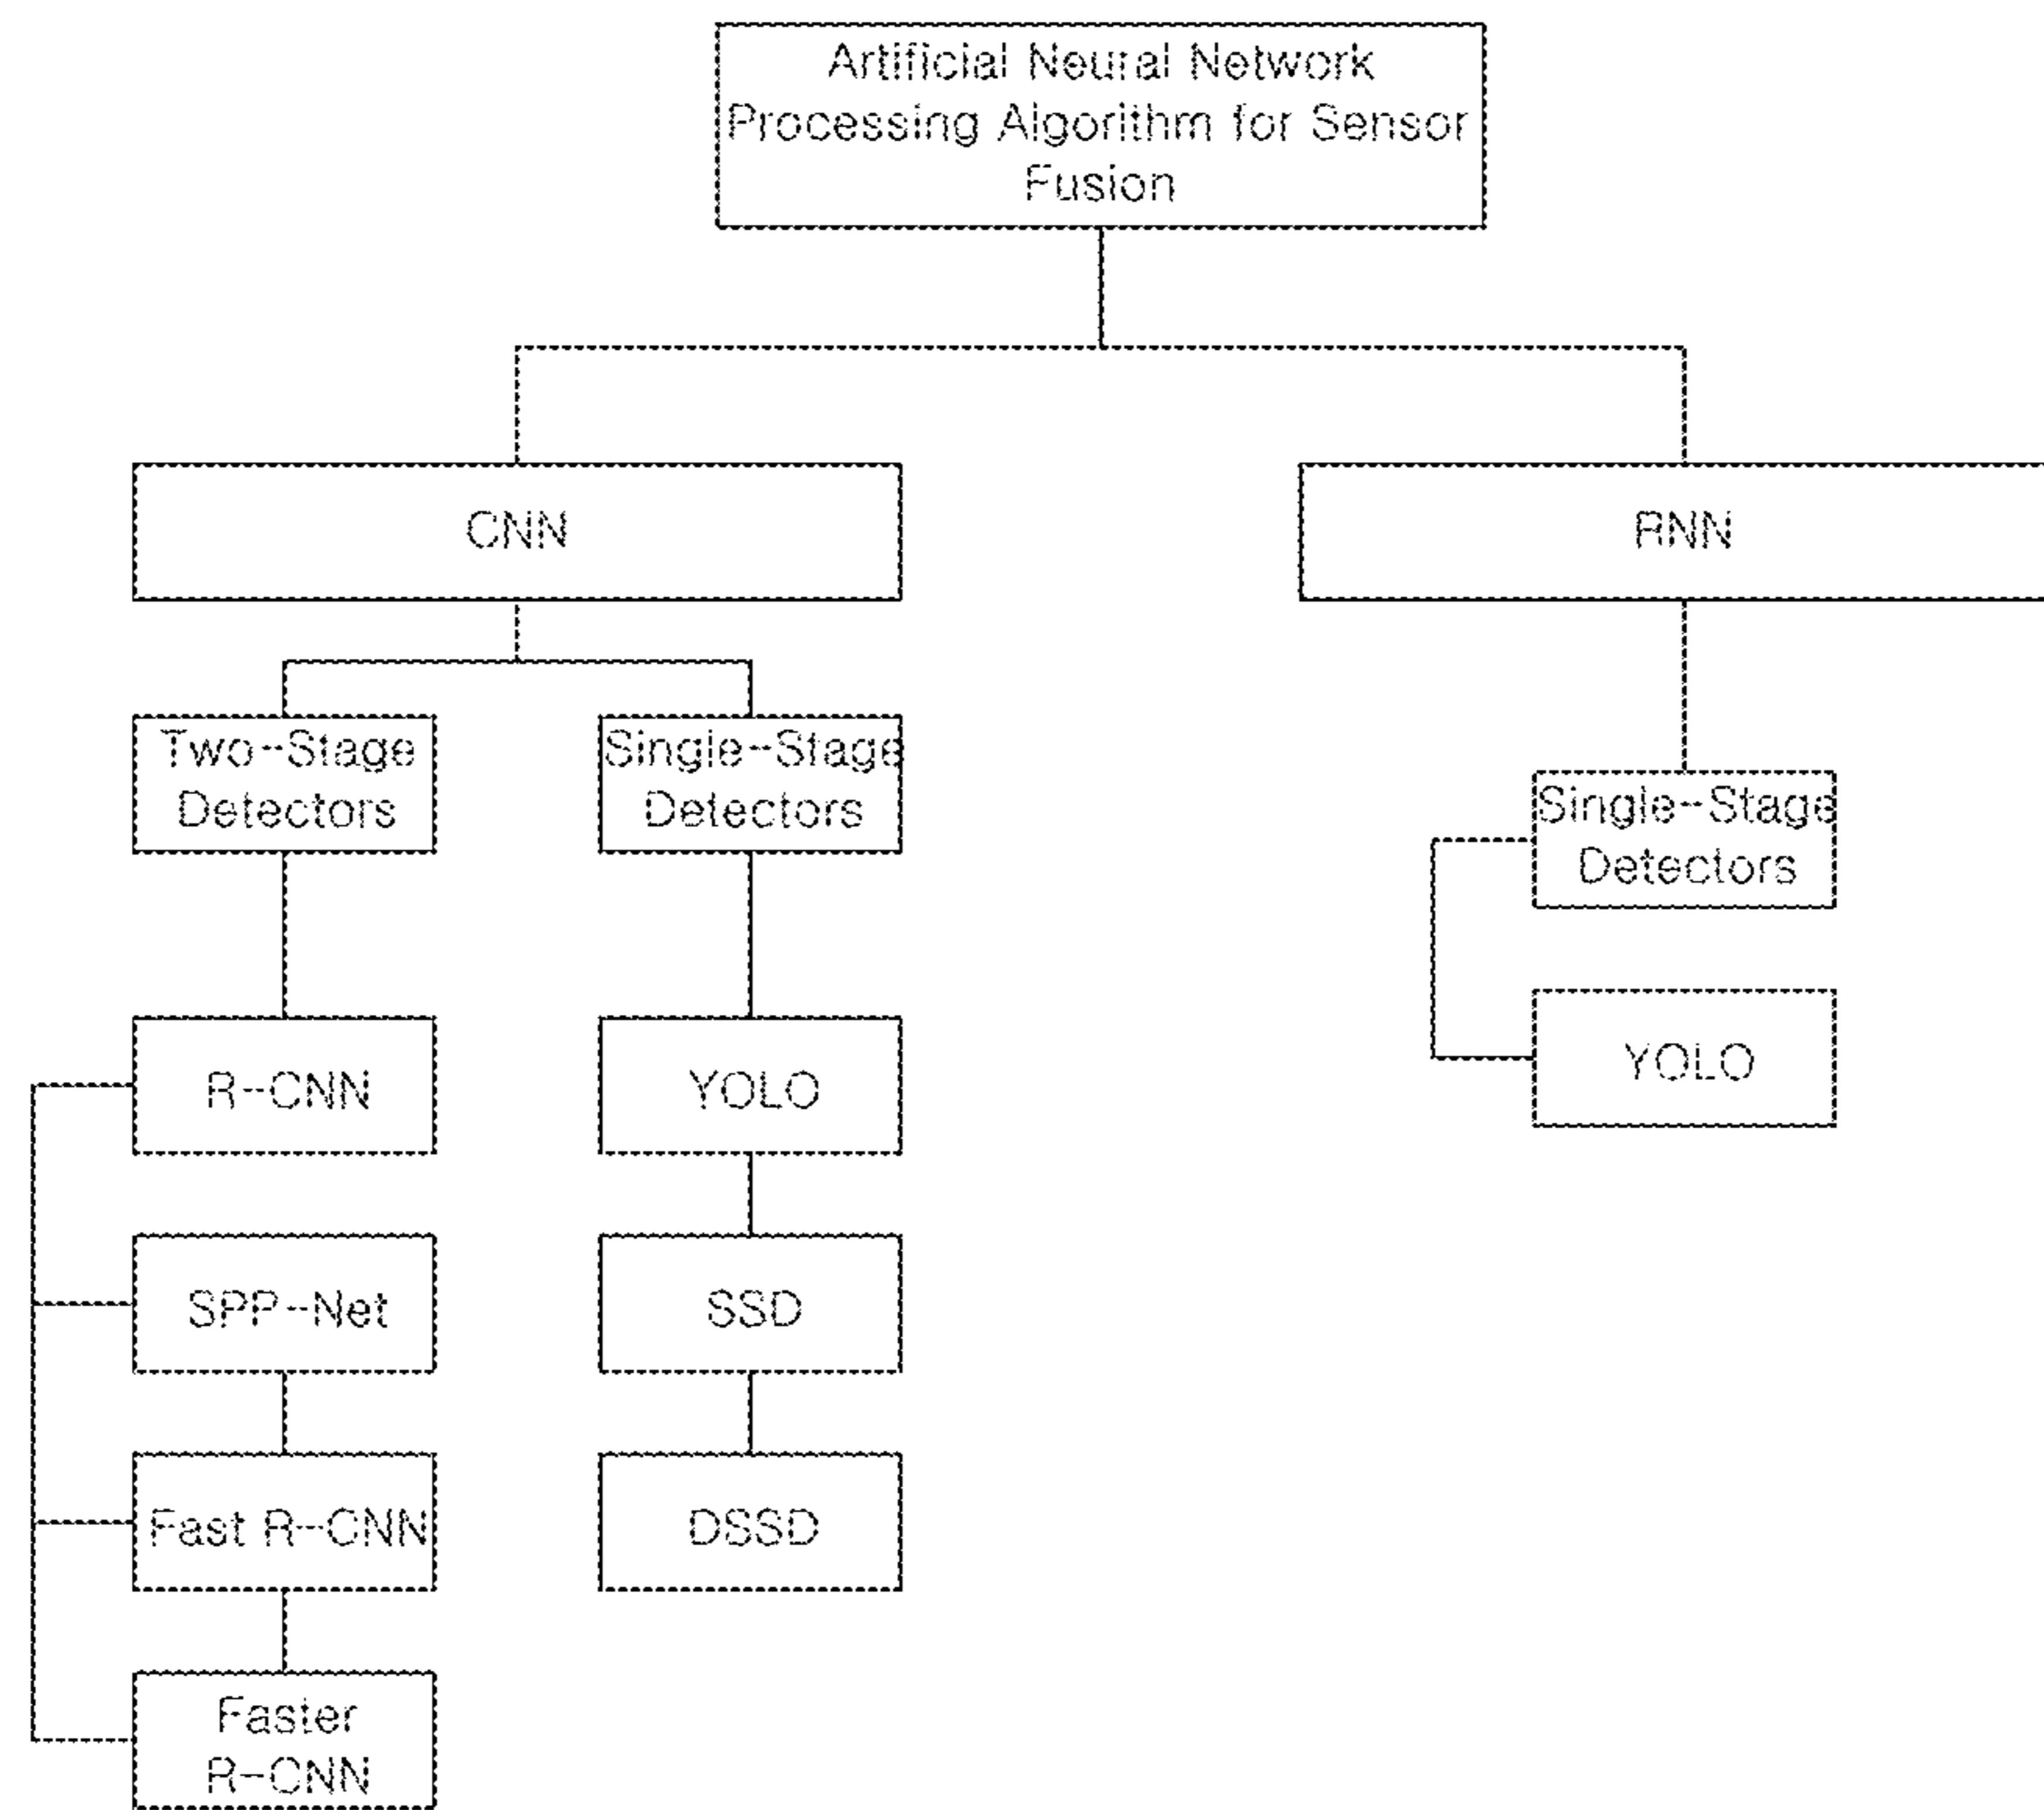 Artificial Neural Network
Processing Algorithm for Sensor
Fusion
CNN
RNN
Two-Stage
Detectors
Single-Stage
Detectors
Single-Stage
Detectors
R-CNN
YOLO
YOLO
SPP-Net
SSD
Fast R-CNN
DSSD
Faster
R-CNN